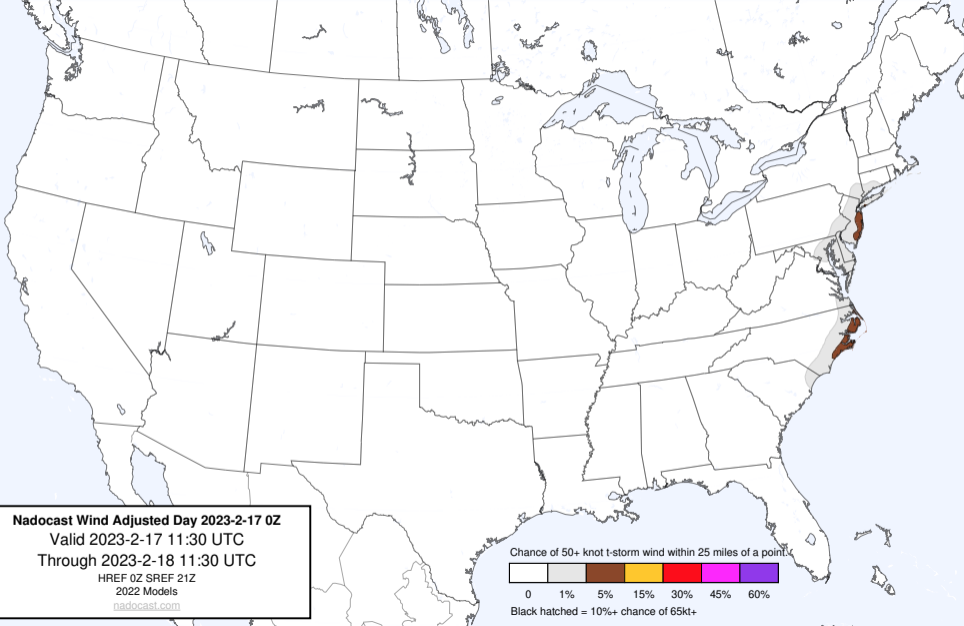 Nadocast Wind Adjusted Day 2023-2-17 0Z
Valid 2023-2-17 11:30 UTC
Through 2023-2-18 11:30 UTC
HREF 0Z SREF 21Z
2022 Models
nadocast.com
Chance of 50+ knot t-storm wind within 25 miles of a point.
0 1% 5% 15% 30% 45% 60%
Black hatched = 10%+ chance of 65kt+